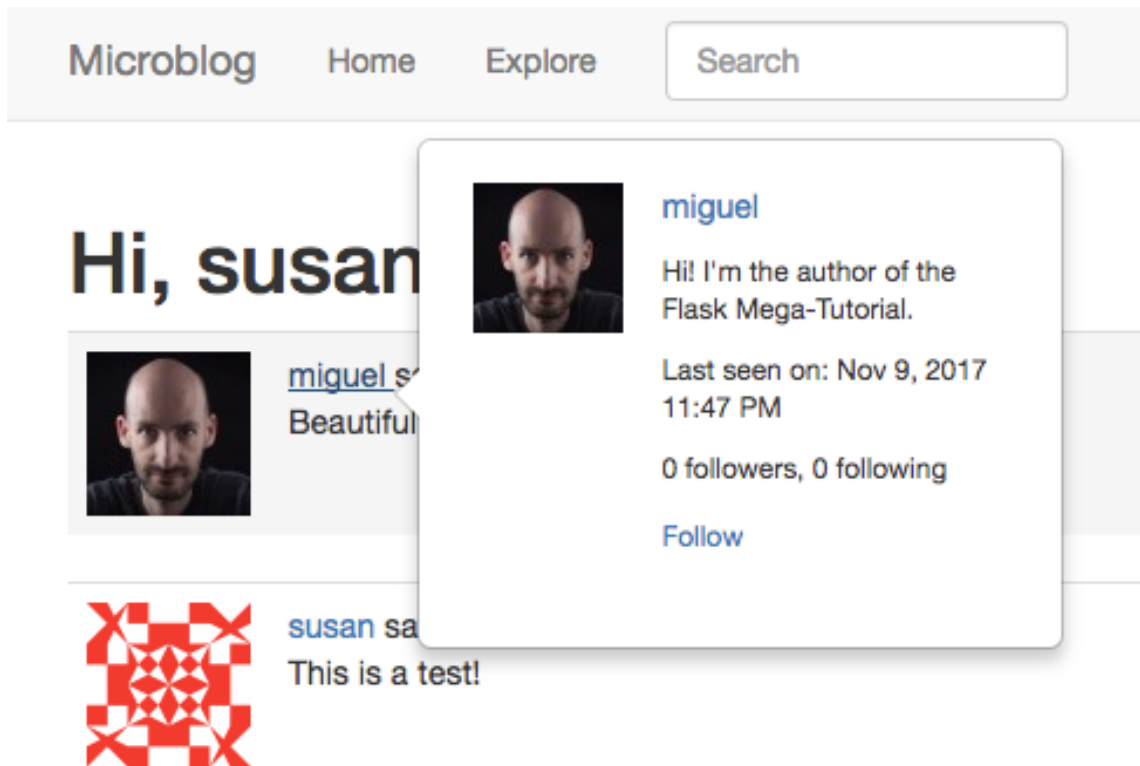 Microblog Home Explore Search
Hi, susan
miguel
Hi! I'm the author of the
Flask Mega-Tutorial.
Last seen on: Nov 9, 2017
11:47 PM
0 followers, 0 following
Follow
miguel
Beautiful
susan
This is a test!